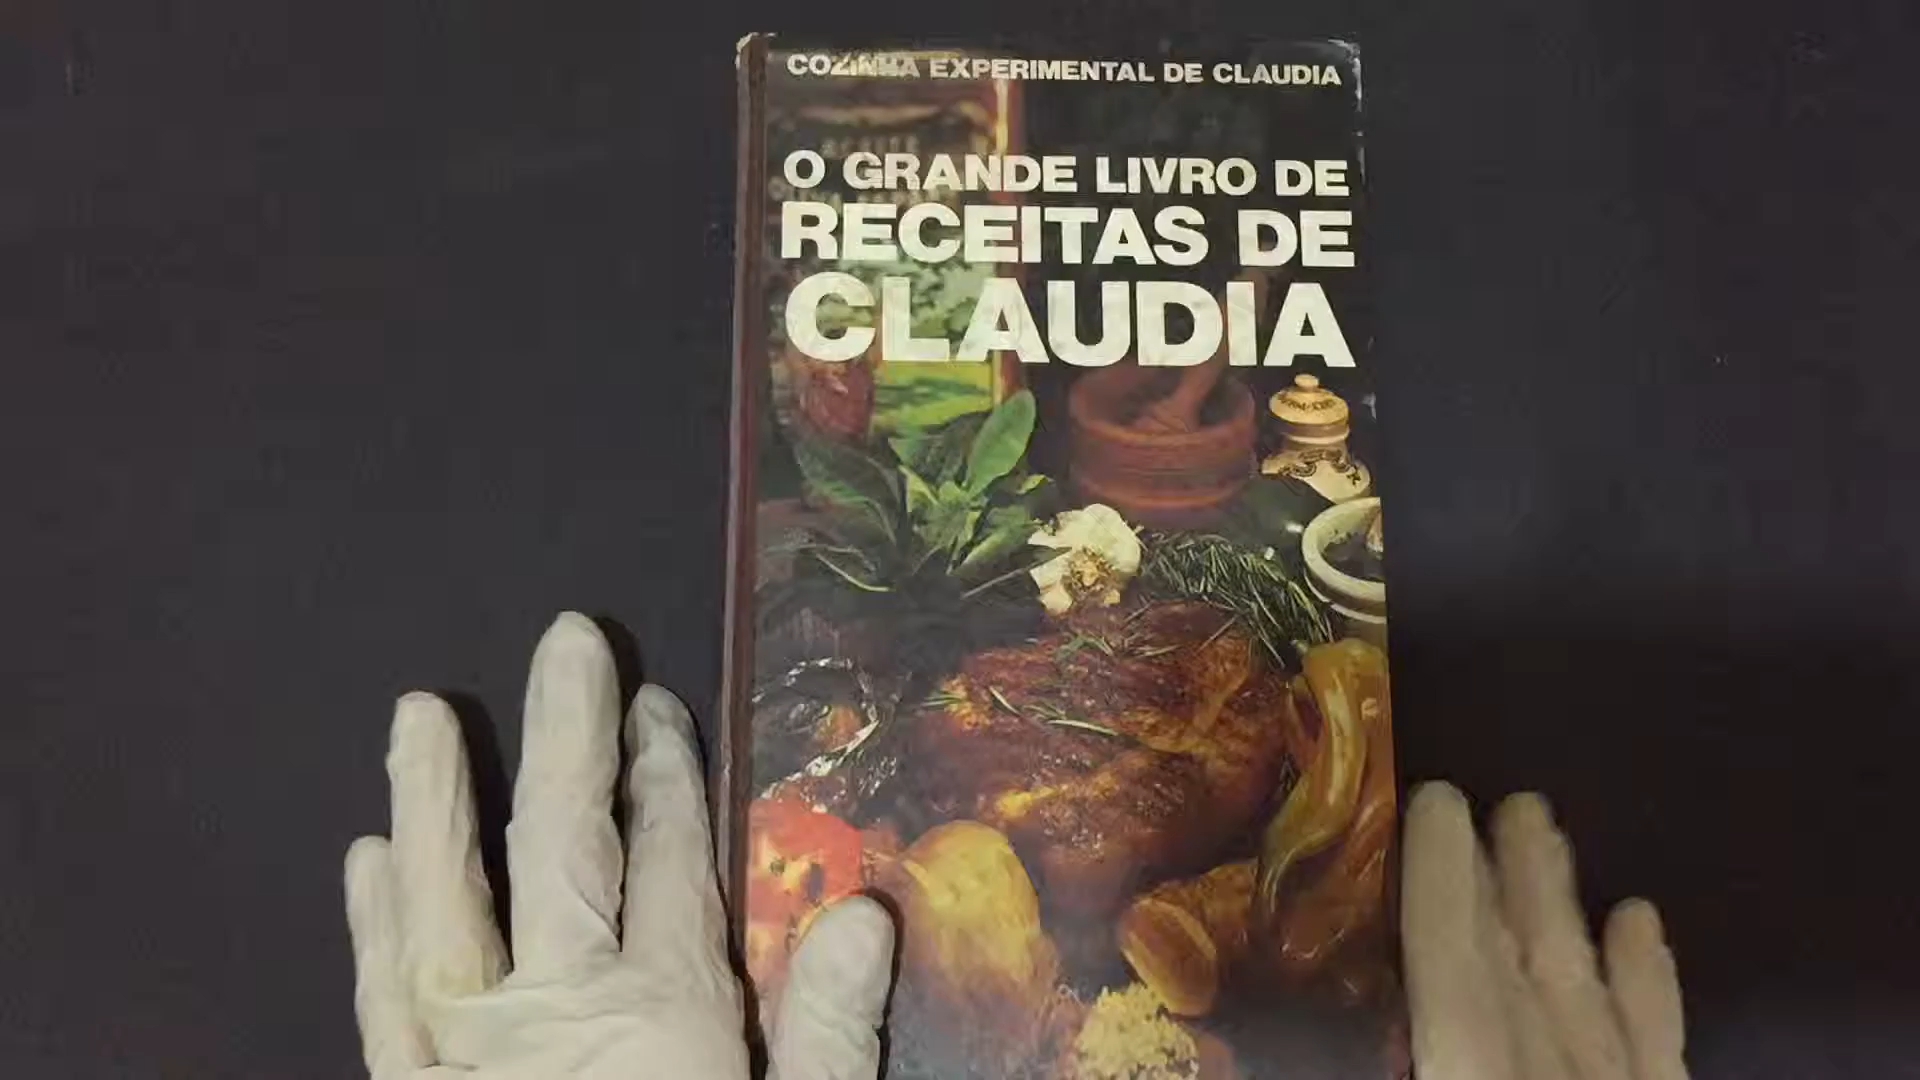 COZINHA EXPERIMENTAL DE CLAUDIA
O GRANDE LIVRO DE
RECEITAS DE
CLAUDIA